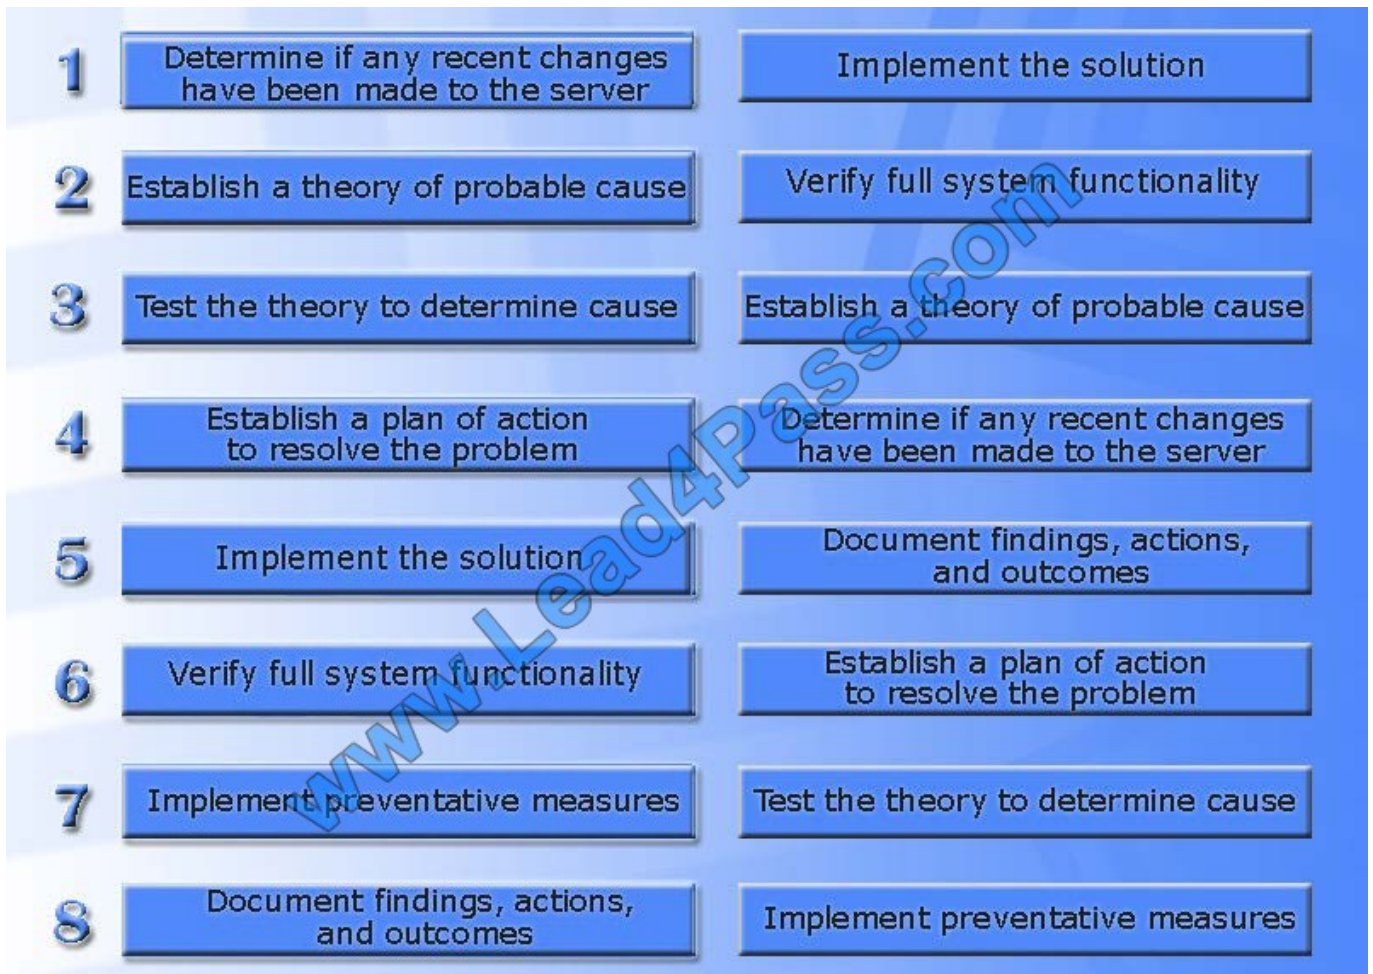 1
Determine if any recent changes
have been made to the server
Implement the solution
2
Establish a theory of probable cause
Verify full system functionality
3
Test the theory to determine cause
Establish a theory of probable cause
4
Establish a plan of action
to resolve the problem
Determine if any recent changes
have been made to the server
5
Implement the solution
Document findings, actions,
and outcomes
6
Verify full system functionality
Establish a plan of action
to resolve the problem
7
Implement preventative measures
Test the theory to determine cause
8
Document findings, actions,
and outcomes
Implement preventative measures
www.Lead4Pass.com